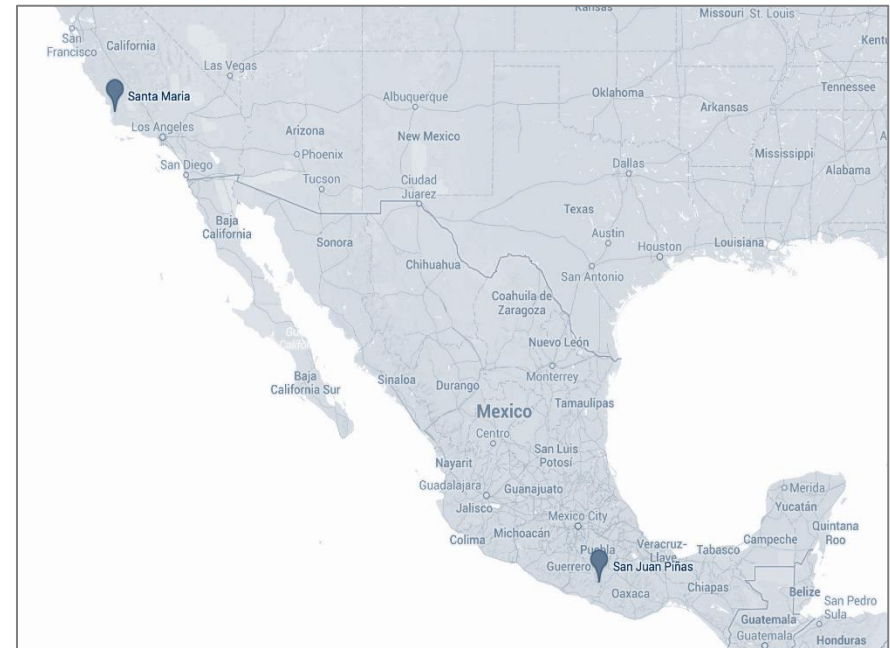 Kansas
Missouri
St. Louis
San
Francisco
California
Kentu
Las Vegas
Santa Maria
Albuquerque
Oklahoma
Tennessee
Arkansas
Los Angeles
Arizona
New Mexico
Phoenix
Mississippi
San Diego
Dallas
Alabama
Tucson
Ciudad
Juarez
Texas
Baja
California
Sonora
Austin
Houston
Louisiana
Chihuahua
San Antonio
Coahuila de
Zaragoza
Nuevo León
Baja
California Sur
Sinaloa
Durango
Monterrey
Mexico
Tamaulipas
Centro
San Luis
Potosí
Nayarit
Guadalajara
Guanajuato
Merida
Yucatán
Jalisco
Mexico City
Quintana
Roo
Colima
Michoacán
Puebla
Veracruz-
Llave
Tabasco
Campeche
Guerrero
San Juan Piñas
Oaxaca
Chiapas
Belize
San Pedro
Sula
Guatemala
Guatemala
Honduras